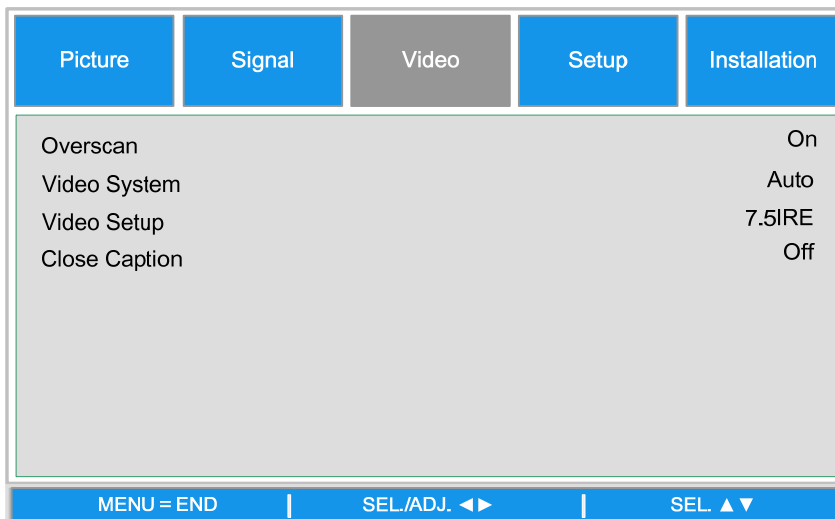 Picture Signal Video Setup Installation
Overscan On
Video System Auto
Video Setup 7.5IRE
Close Caption Off
MENU = END | SEL./ADJ. ◀▶ | SEL. ▲▼